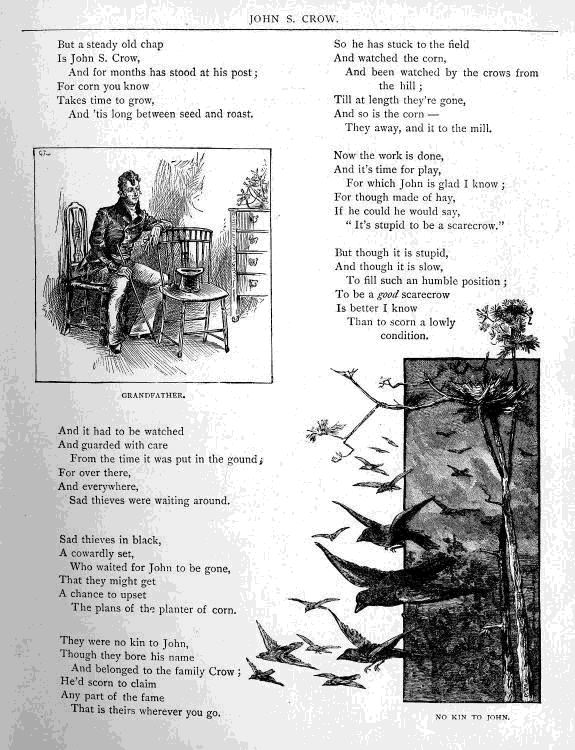 JOHN S. CROW.
But a steady old chap
Is John S. Crow,
And for months has stood at his post;
For corn you know
Takes time to grow,
And 'tis long between seed and roast.
GRANDFATHER.
And it had to be watched
And guarded with care
From the time it was put in the gound;
For over there,
And everywhere,
Sad thieves were waiting around.
Sad thieves in black,
A cowardly set,
Who waited for John to be gone,
That they might get
A chance to upset
The plans of the planter of corn.
They were no kin to John,
Though they bore his name
And belonged to the family Crow;
He'd scorn to claim
Any part of the fame
That is theirs wherever you go.
So he has stuck to the field
And watched the corn,
And been watched by the crows from
the hill;
Till at length they're gone,
And so is the corn —
They away, and it to the mill.
Now the work is done,
And it's time for play,
For which John is glad I know;
For though made of hay,
If he could he would say,
"It's stupid to be a scarecrow."
But though it is stupid,
And though it is slow,
To fill such an humble position;
To be a good scarecrow
Is better I know
Than to scorn a lowly
condition.
NO KIN TO JOHN.